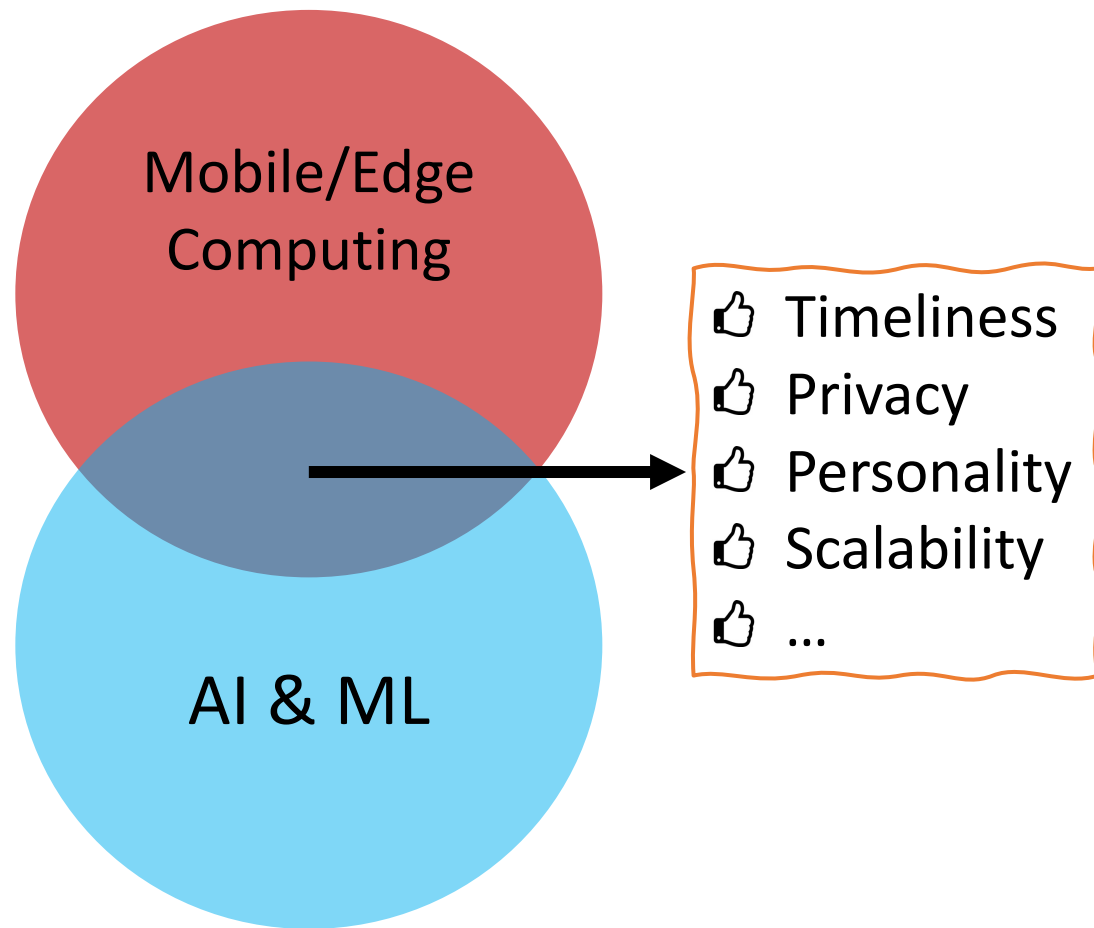 Mobile/Edge
Computing
Timeliness
Privacy
Personality
Scalability
...
AI & ML